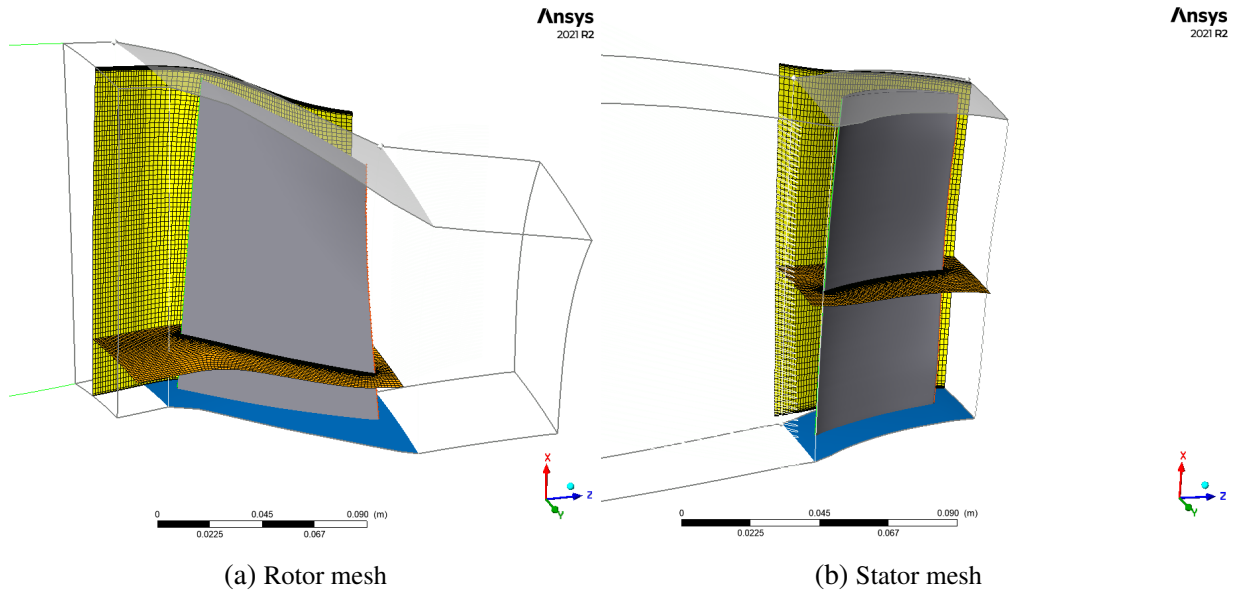 Ansys
2021 R2
X
Z
Y
0 0.045 0.090 (m)
0.0225 0.067
(a) Rotor mesh
Ansys
2021 R2
X
Z
Y
0 0.045 0.090 (m)
0.0225 0.067
(b) Stator mesh